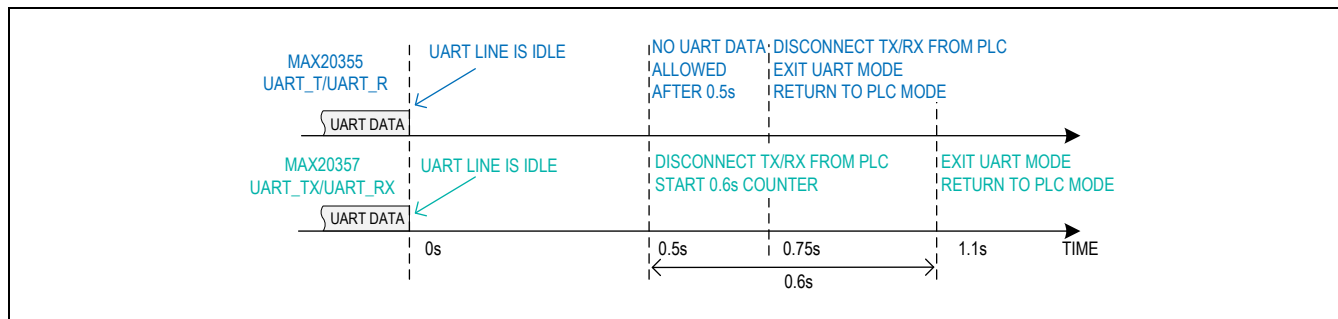 MAX20355
UART_T/UART_R
UART LINE IS IDLE
NO UART DATA
ALLOWED
AFTER 0.5s
DISCONNECT TX/RX FROM PLC
EXIT UART MODE
RETURN TO PLC MODE
UART DATA
MAX20357
UART_TX/UART_RX
UART LINE IS IDLE
DISCONNECT TX/RX FROM PLC
START 0.6s COUNTER
EXIT UART MODE
RETURN TO PLC MODE
UART DATA
0s
0.5s
0.75s
1.1s
TIME
0.6s